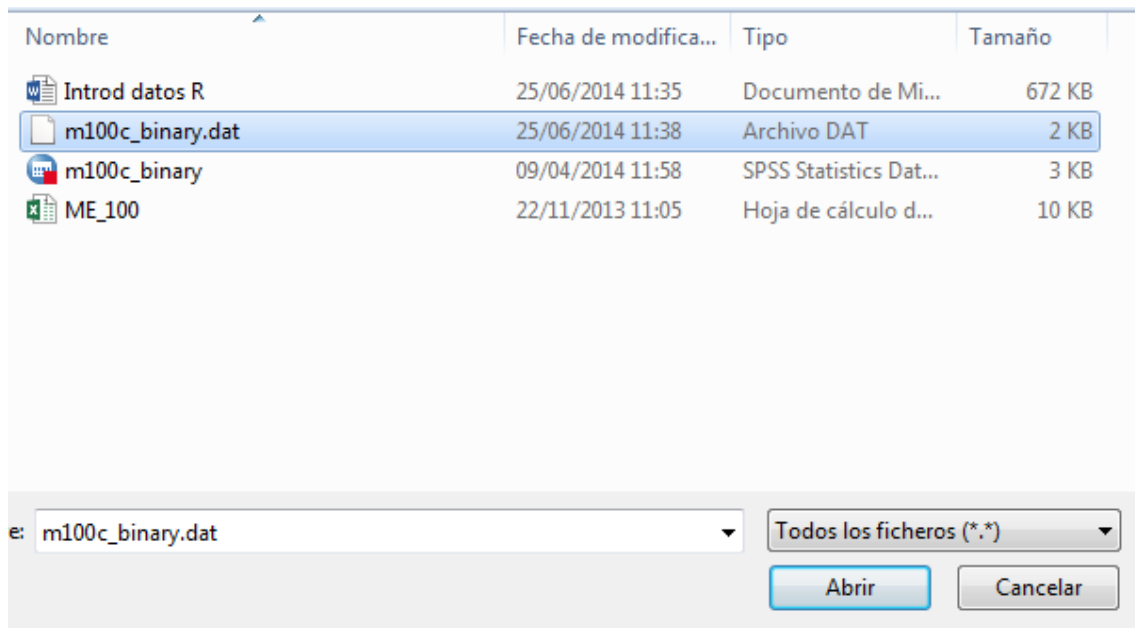 Nombre Fecha de modifica... Tipo Tamaño
Introd datos R 25/06/2014 11:35 Documento de Mi... 672 KB
m100c_binary.dat 25/06/2014 11:38 Archivo DAT 2 KB
m100c_binary 09/04/2014 11:58 SPSS Statistics Dat... 3 KB
ME_100 22/11/2013 11:05 Hoja de cálculo d... 10 KB
e: m100c_binary.dat Todos los ficheros (*.*)
Abrir Cancelar